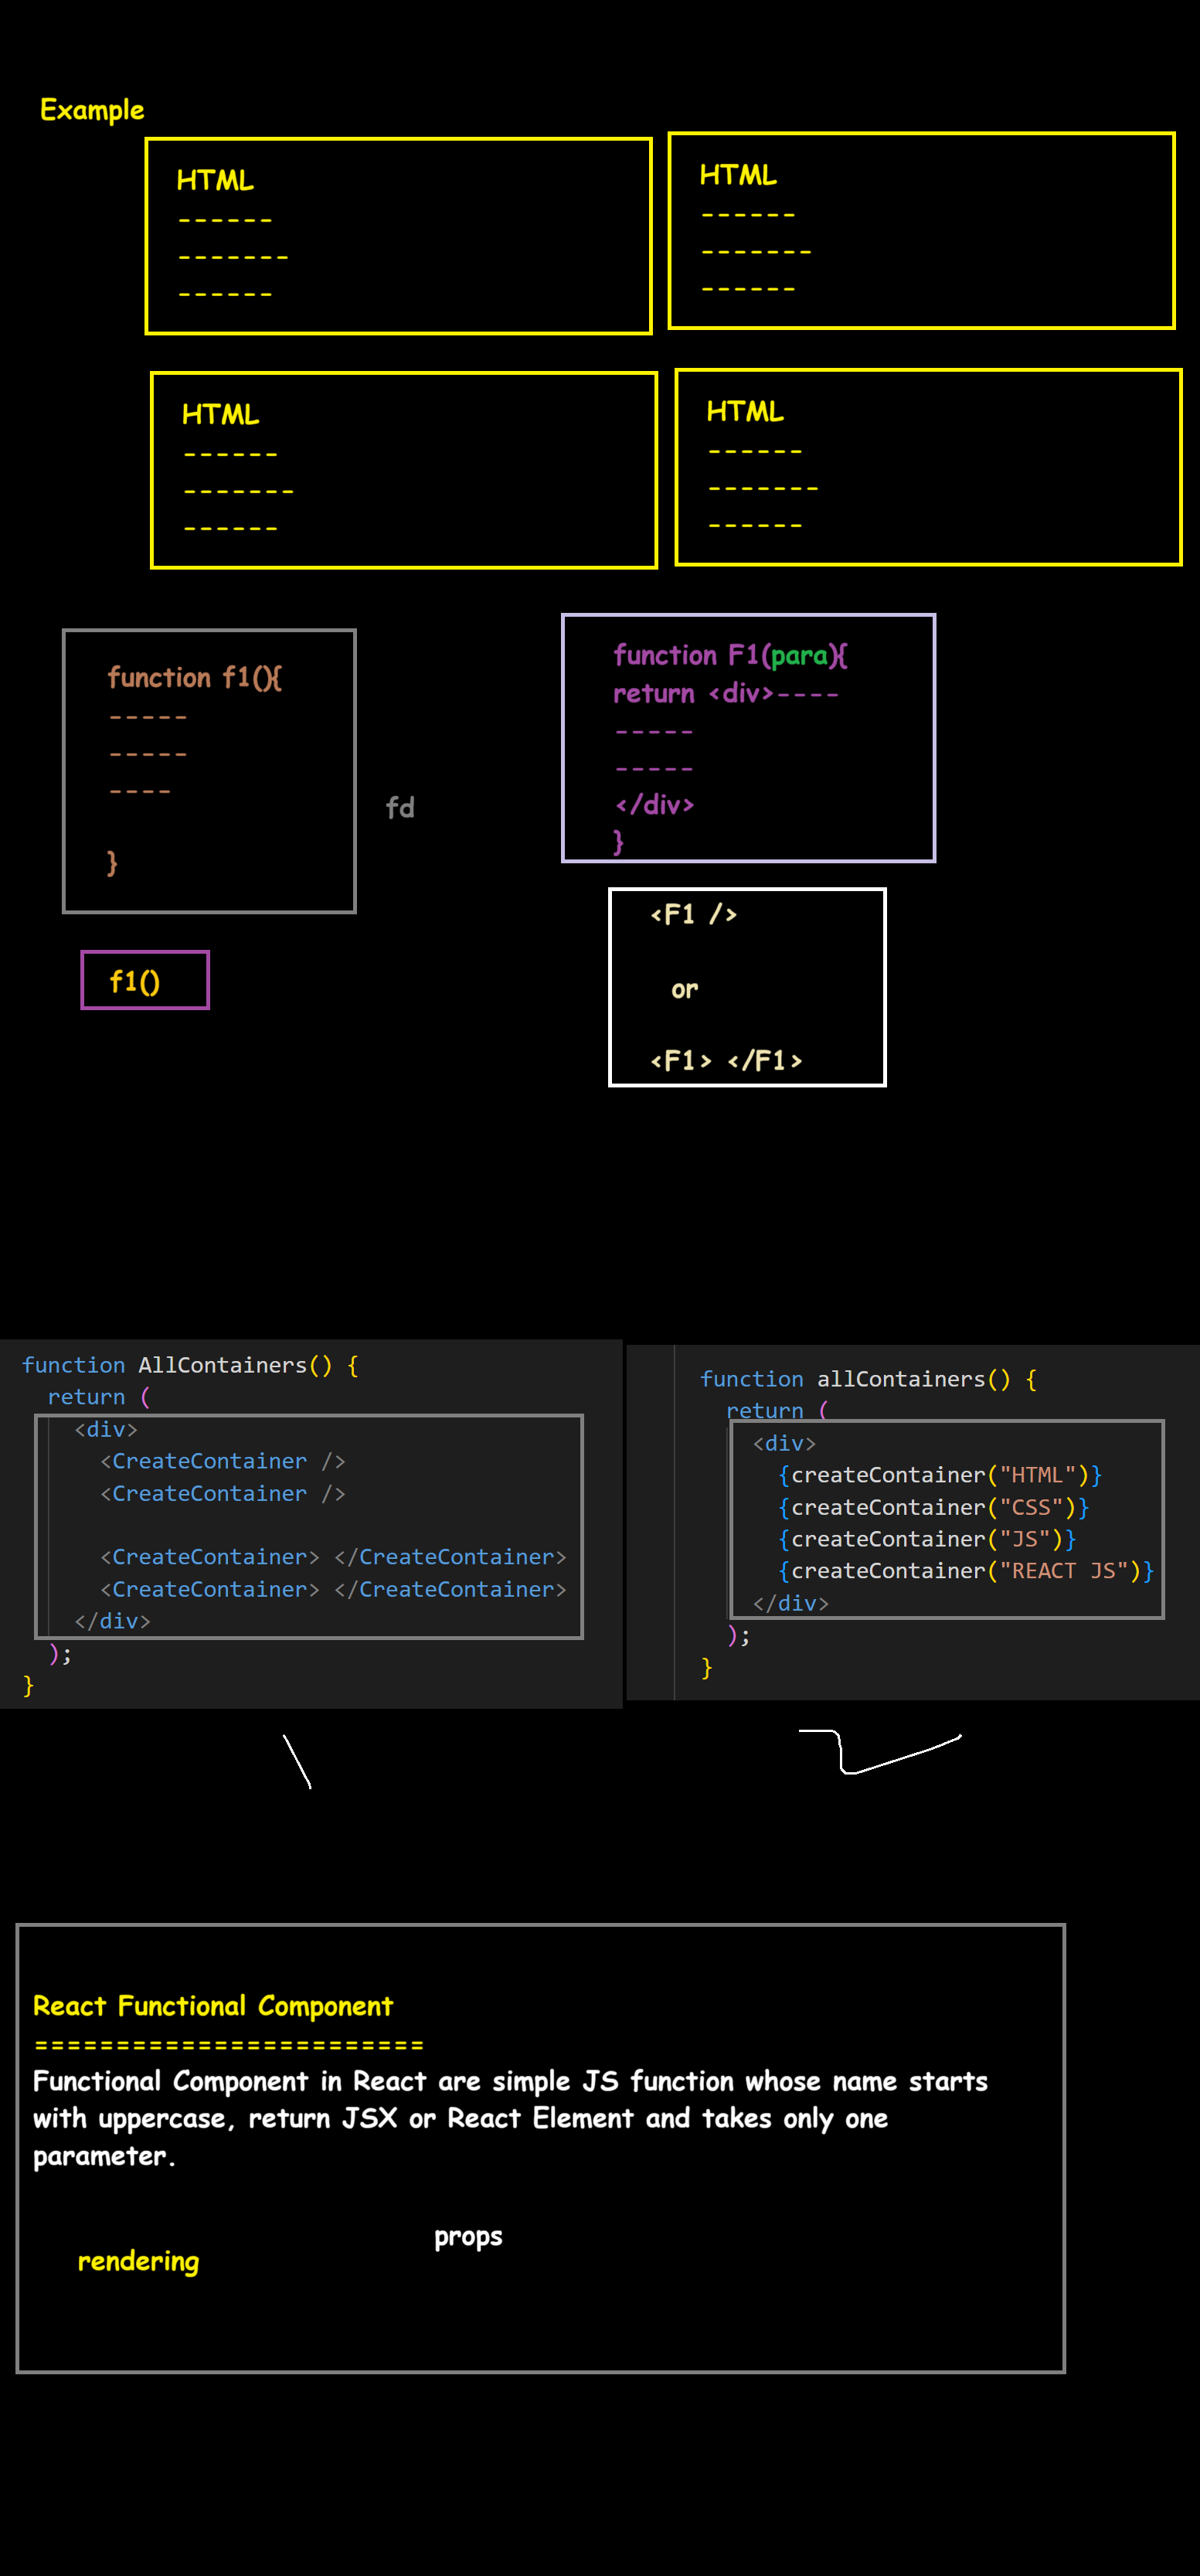 Example
HTML
------
-------
------
HTML
------
-------
------
HTML
------
-------
------
HTML
------
-------
------
function f1(){
-----
-----
----
}
fd
f1()
function F1(para){
return <div>----
-----
-----
</div>
}
<F1 />
or
<F1> </F1>
function AllContainers() {
return (
<div>
<CreateContainer />
<CreateContainer />
<CreateContainer> </CreateContainer>
<CreateContainer> </CreateContainer>
</div>
);
}
function allContainers() {
return (
<div>
{createContainer("HTML")}
{createContainer("CSS")}
{createContainer("JS")}
{createContainer("REACT JS")}
</div>
);
}
React Functional Component
========================
Functional Component in React are simple JS function whose name starts
with uppercase, return JSX or React Element and takes only one
parameter.
props
rendering